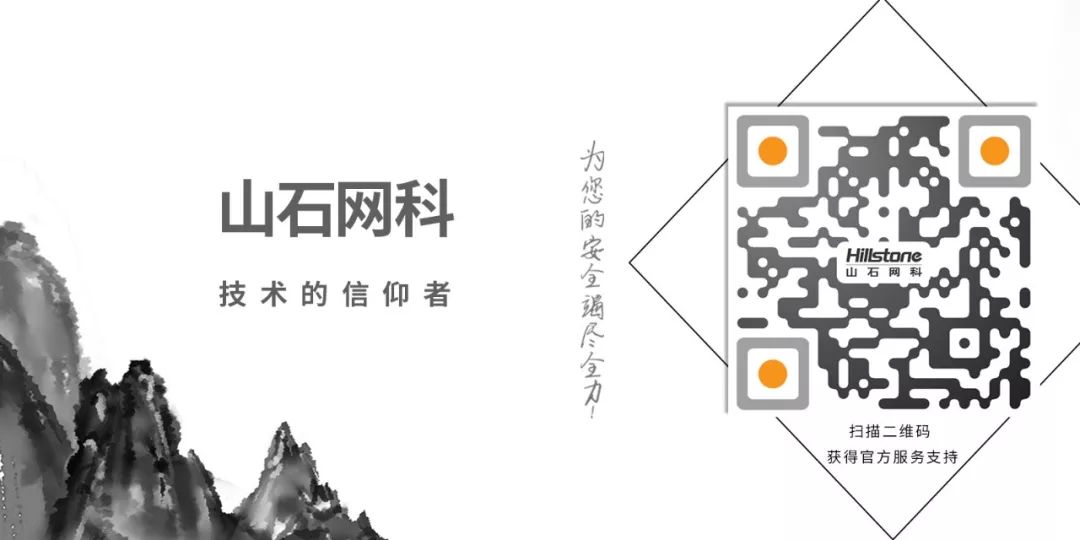 山石网科
技术的信仰者
为您的安全竭尽全力！
Hillstone
山石网科
扫描二维码
获得官方服务支持